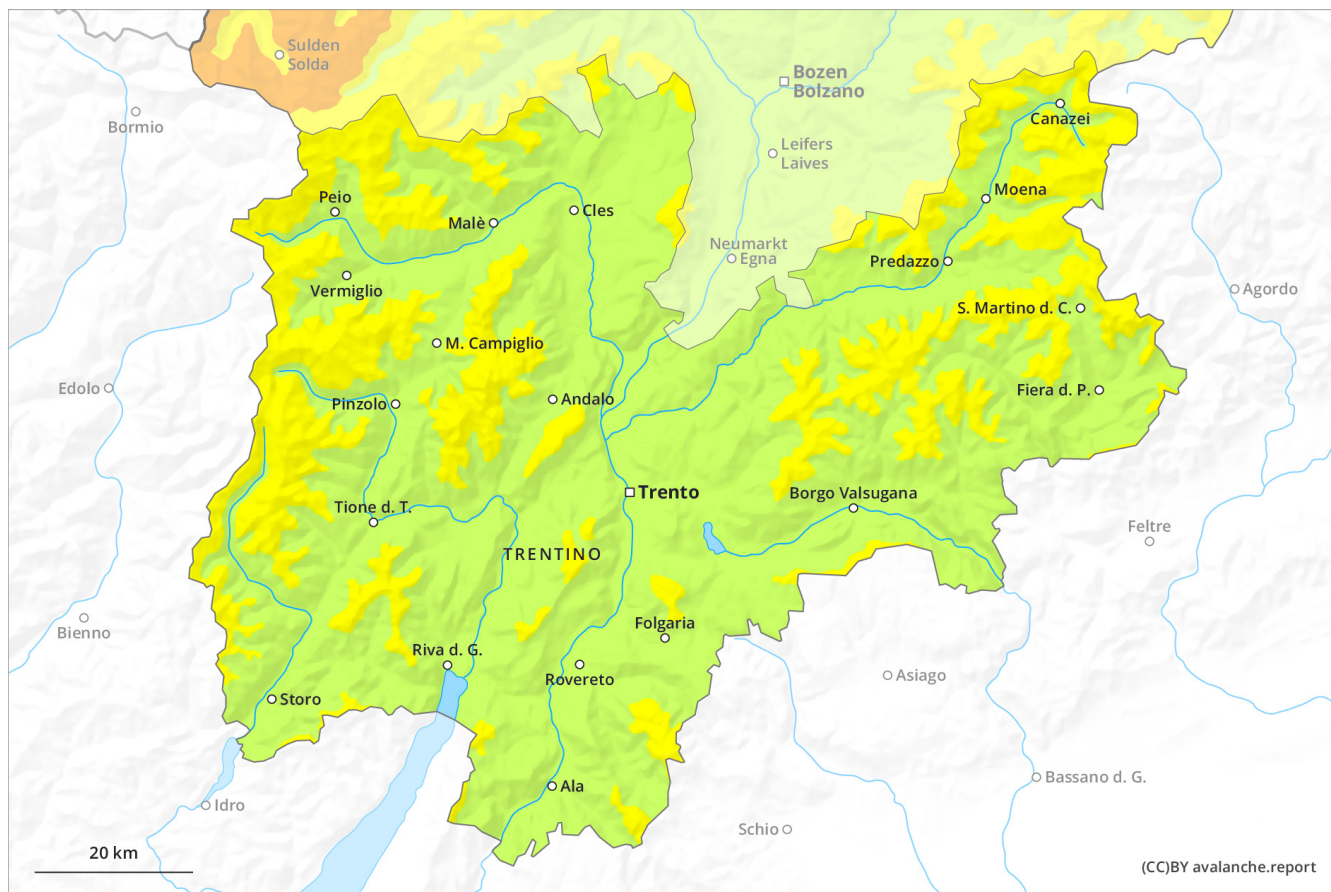 Sulden
Solda
Bozen
Bolzano
Bormio
Canazei
Leifers
Laives
Peio
Moena
Malè
Cles
Neumarkt
Egna
Predazzo
Vermiglio
Agordo
S. Martino d. C.
M. Campiglio
Edolo
Andalo
Fiera d. P.
Pinzolo
Trento
Borgo Valsugana
Tione d. T.
Feltre
TRENTINO
Bienno
Folgaria
Riva d. G.
Rovereto
Asiago
Storo
Bassano d. G.
Ala
Idro
Schio
20 km
(CC)BY avalanche.report